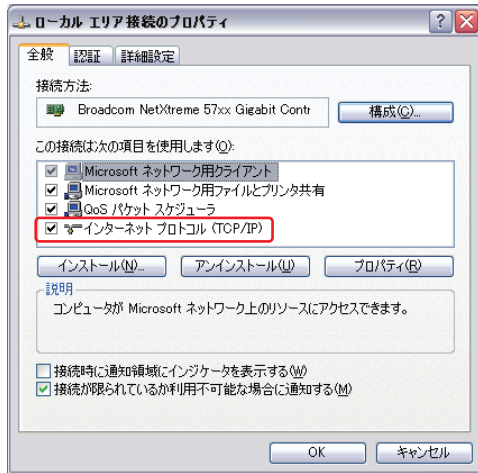 ローカル エリア接続のプロパティ
全般 認証 詳細設定
接続方法:
Broadcom NetXtreme 57xx Gigabit Contr 構成(C)...
この接続は次の項目を使用します(O):
Microsoft ネットワーク用クライアント
Microsoft ネットワーク用ファイルとプリンタ共有
QoS パケット スケジューラ
インターネット プロトコル (TCP/IP)
インストール(N)... アンインストール(U) プロパティ(R)
説明
コンピュータが Microsoft ネットワーク上のリソースにアクセスできます。
接続時に通知領域にインジケータを表示する(W)
接続が限られているか利用不可能な場合に通知する(M)
OK キャンセル